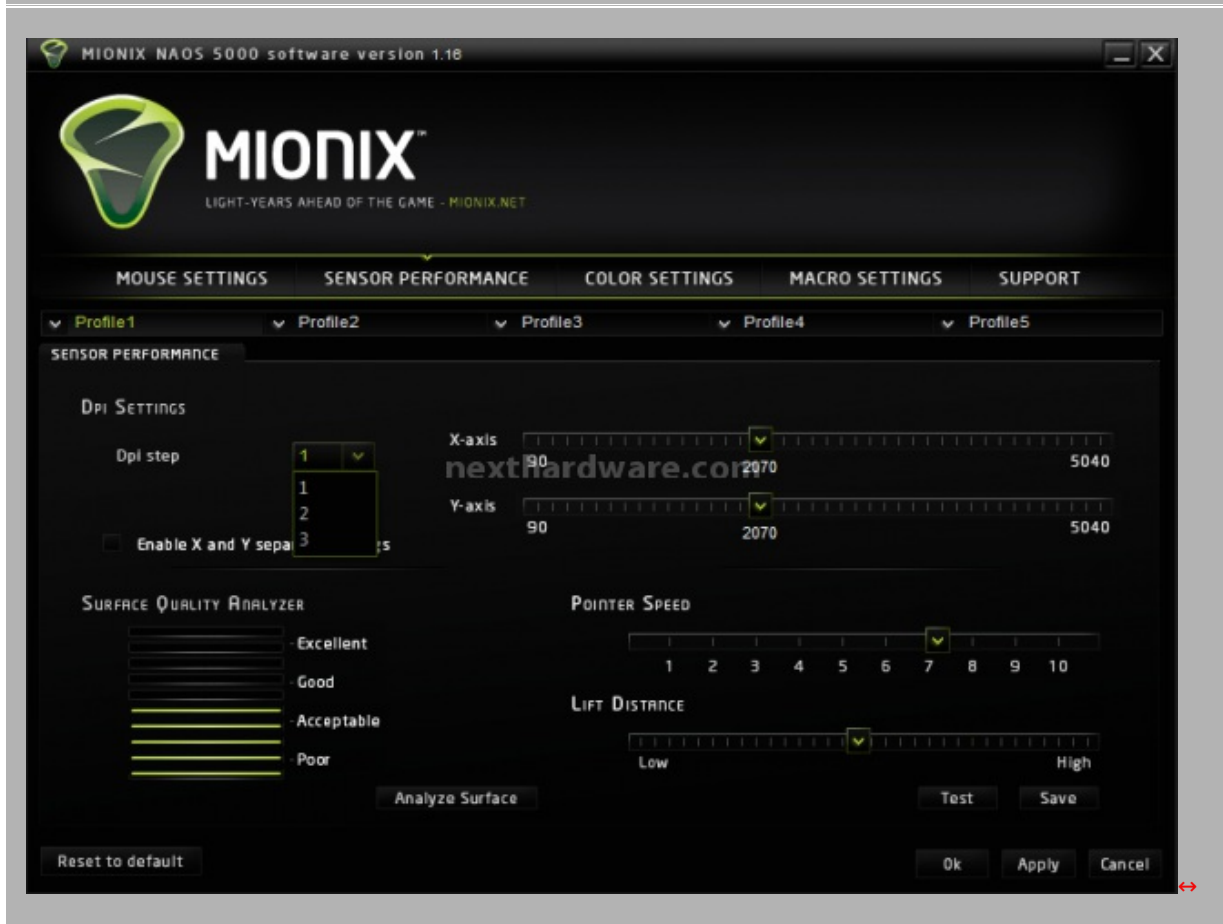 MIONIX NAOS 5000 software version 1.16
MIONIX™
LIGHT-YEARS AHEAD OF THE GAME - MIONIX.NET
MOUSE SETTINGS SENSOR PERFORMANCE COLOR SETTINGS MACRO SETTINGS SUPPORT
Profile1 Profile2 Profile3 Profile4 Profile5
SENSOR PERFORMANCE
DPI SETTINGS
DpI step 1
1
2
3
X-axis
90 2070 5040
nexthardware.com
Y-axis
90 2070 5040
Enable X and Y
SURFACE QUALITY ANALYZER
Excellent
Good
Acceptable
Poor
Analyze Surface
POINTER SPEED
1 2 3 4 5 6 7 8 9 10
LIFT DISTANCE
Low High
Test Save
Reset to default
Ok Apply Cancel